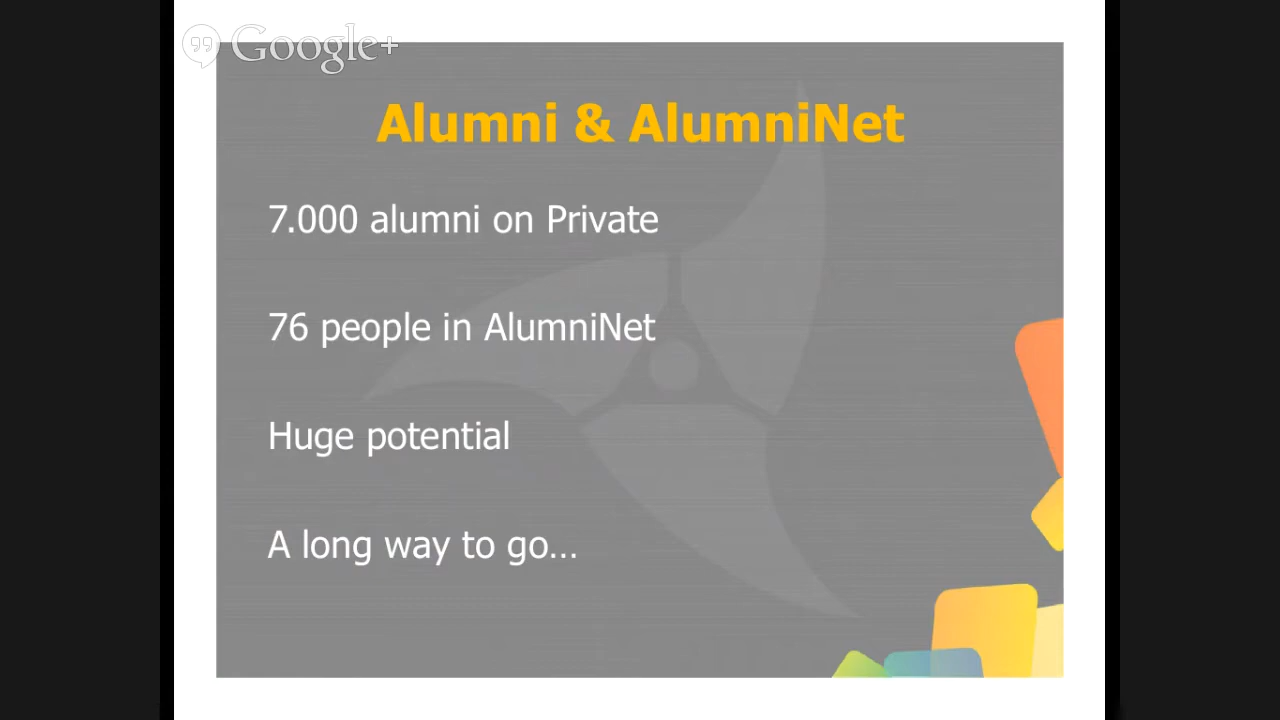 Google+
Alumni & AlumniNet
7.000 alumni on Private
76 people in AlumniNet
Huge potential
A long way to go...